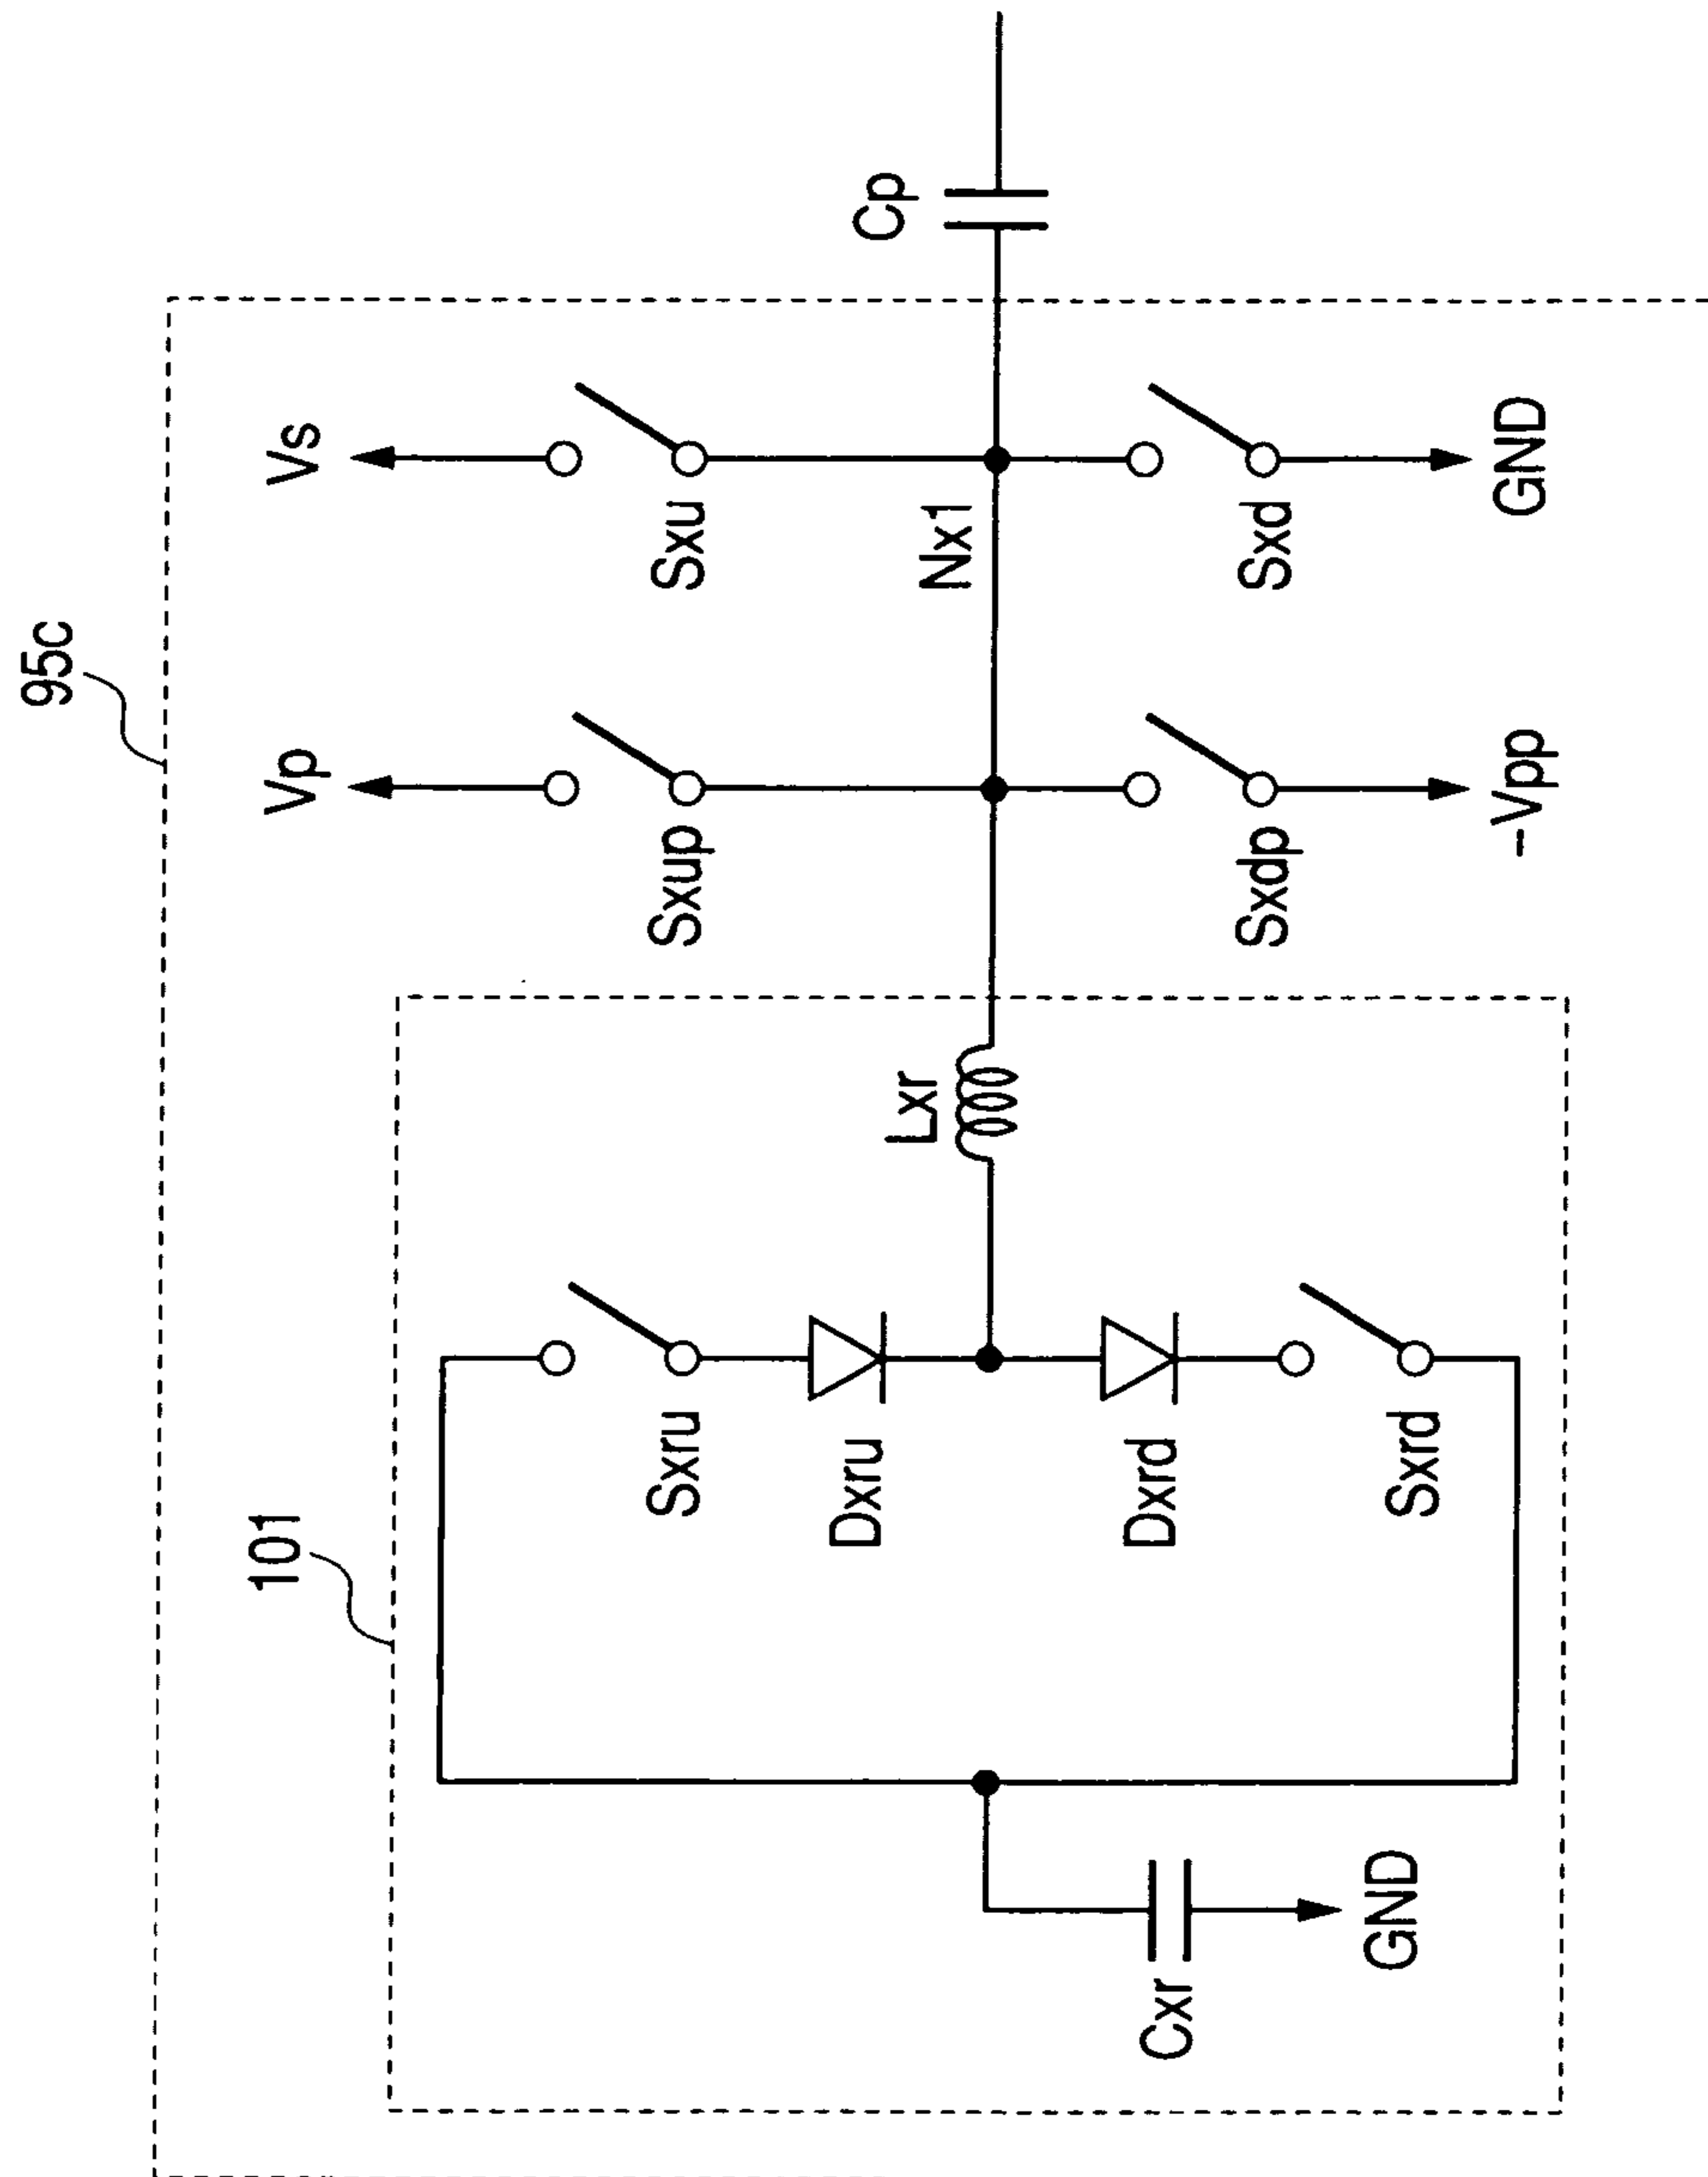 95c
101
Vp
Vs
Sxru
Sxup
Sxu
Dxru
Lxr
Nx1
Cp
Dxrd
Cxr
Sxrd
Sxdp
Sxd
GND
-Vpp
GND